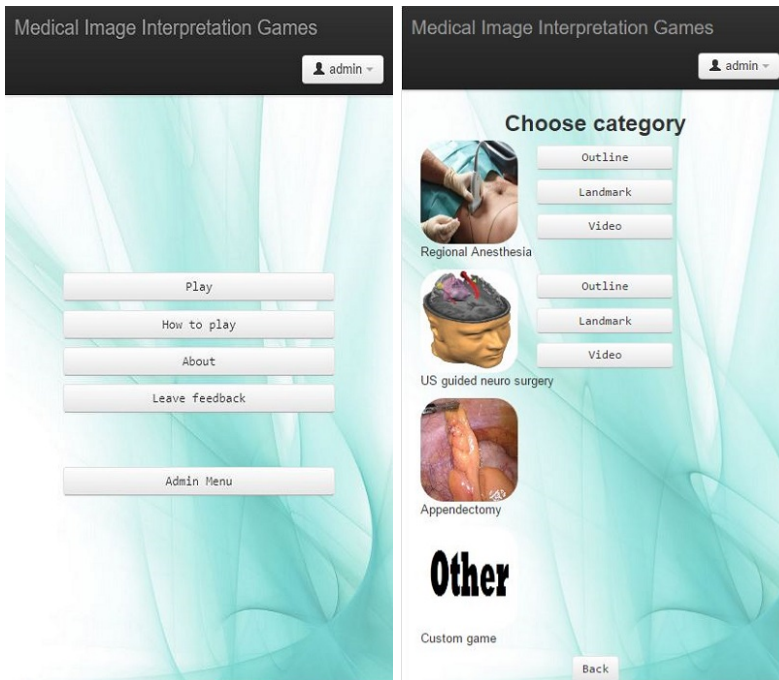 Medical Image Interpretation Games
admin
Play
How to play
About
Leave feedback
Admin Menu
Medical Image Interpretation Games
admin
Choose category
Outline
Landmark
Video
Regional Anesthesia
Outline
Landmark
Video
US guided neuro surgery
Appendectomy
Other
Custom game
Back